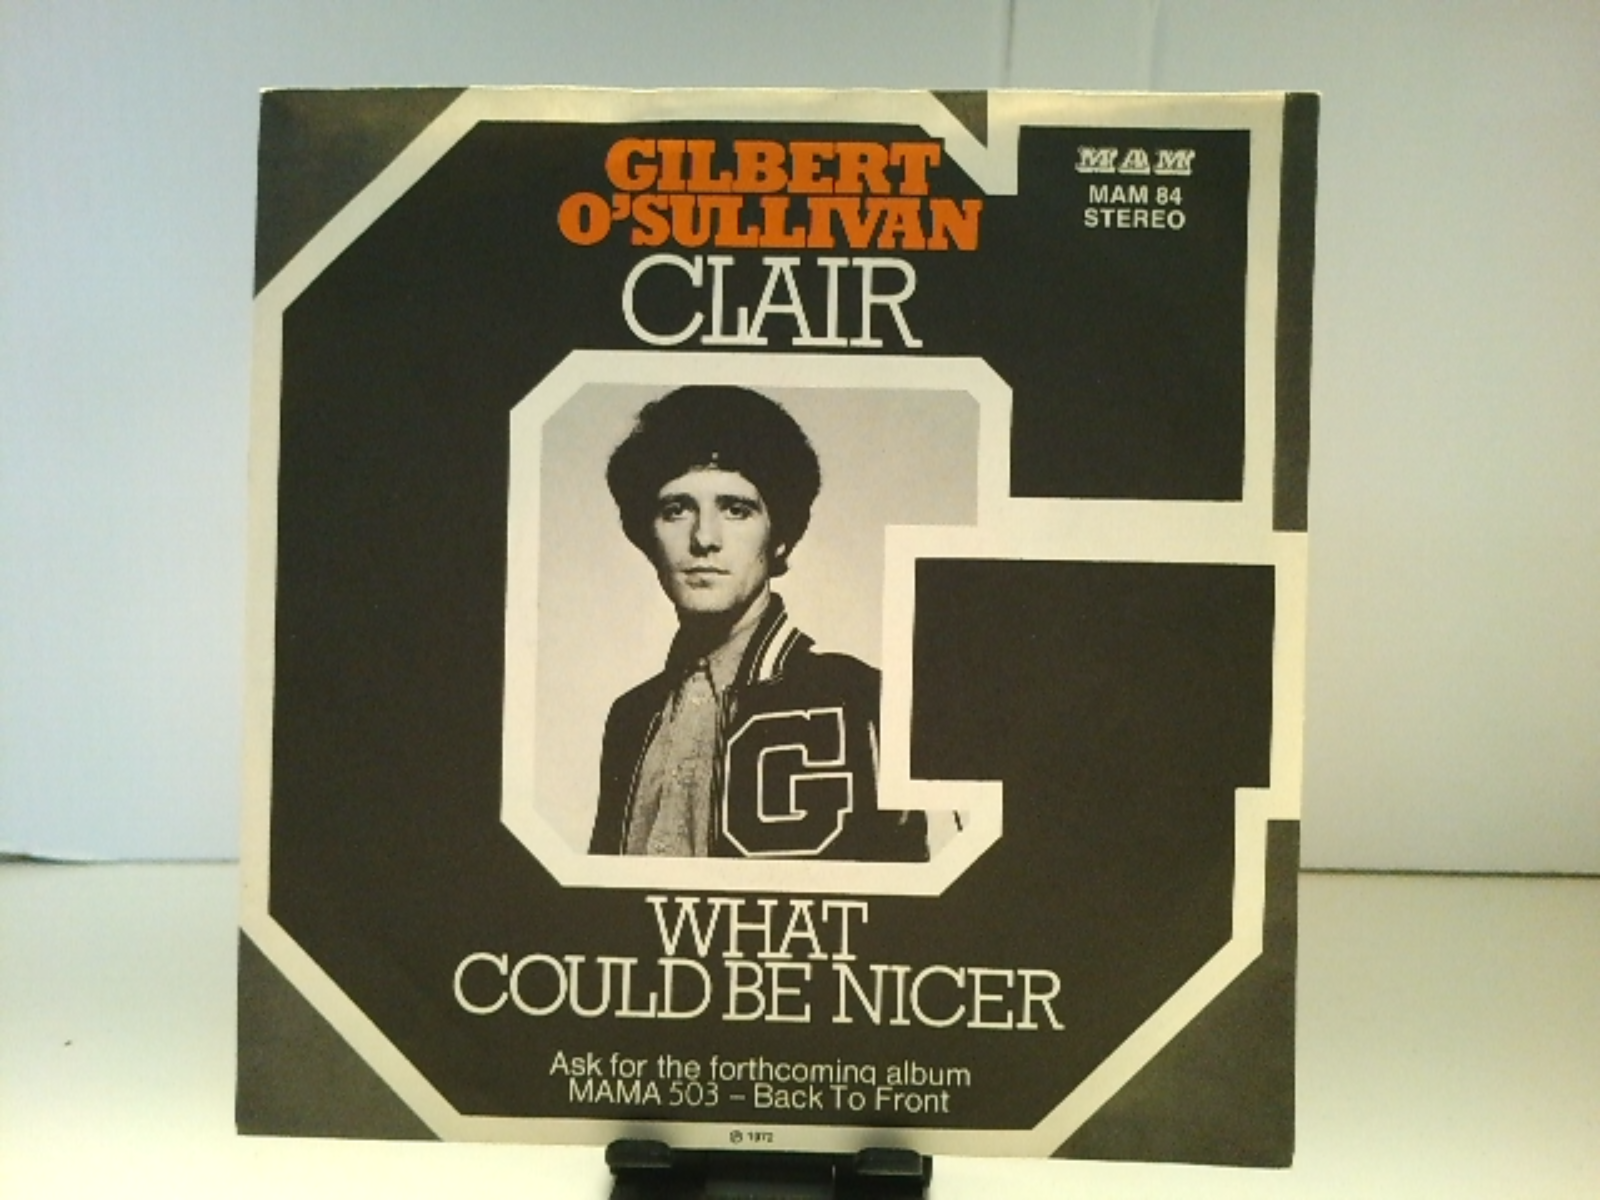 GILBERT
O'SULLIVAN
CLAIR
MAM
MAM 84
STEREO
G
WHAT
COULD BE NICER
Ask for the forthcoming album
MAMA 503 – Back To Front
℗ 1972